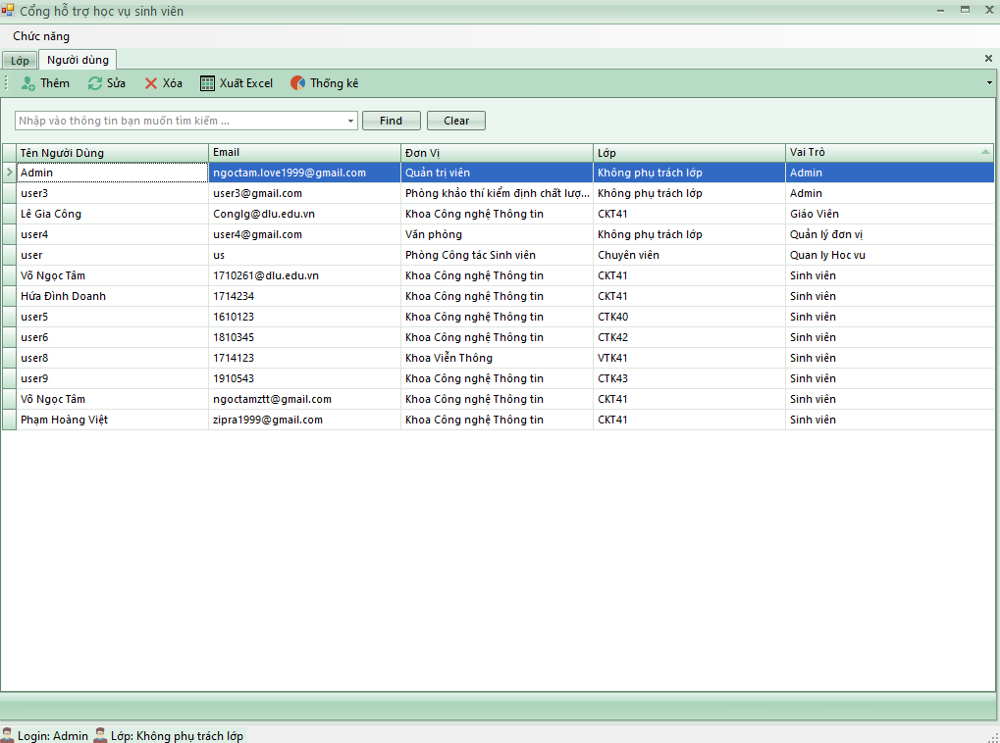 Cổng hỗ trợ học vụ sinh viên
Chức năng
Lớp Người dùng
Thêm Sửa Xóa Xuất Excel Thống kê
Nhập vào thông tin bạn muốn tìm kiếm ... Find Clear
Tên Người Dùng Email Đơn Vị Lớp Vai Trò
Admin ngoctam.love1999@gmail.com Quản trị viên Không phụ trách lớp Admin
user3 user3@gmail.com Phòng khảo thí kiểm định chất lượ... Không phụ trách lớp Admin
Lê Gia Công Conglg@dlu.edu.vn Khoa Công nghệ Thông tin CKT41 Giáo Viên
user4 user4@gmail.com Văn phòng Không phụ trách lớp Quản lý đơn vị
user us Phòng Công tác Sinh viên Chuyên viên Quan ly Hoc vu
Võ Ngọc Tâm 1710261@dlu.edu.vn Khoa Công nghệ Thông tin CKT41 Sinh viên
Hứa Đình Doanh 1714234 Khoa Công nghệ Thông tin CKT41 Sinh viên
user5 1610123 Khoa Công nghệ Thông tin CTK40 Sinh viên
user6 1810345 Khoa Công nghệ Thông tin CTK42 Sinh viên
user8 1714123 Khoa Viễn Thông VTK41 Sinh viên
user9 1910543 Khoa Công nghệ Thông tin CTK43 Sinh viên
Võ Ngọc Tâm ngoctamztt@gmail.com Khoa Công nghệ Thông tin CKT41 Sinh viên
Phạm Hoàng Việt zipra1999@gmail.com Khoa Công nghệ Thông tin CKT41 Sinh viên
Login: Admin Lớp: Không phụ trách lớp